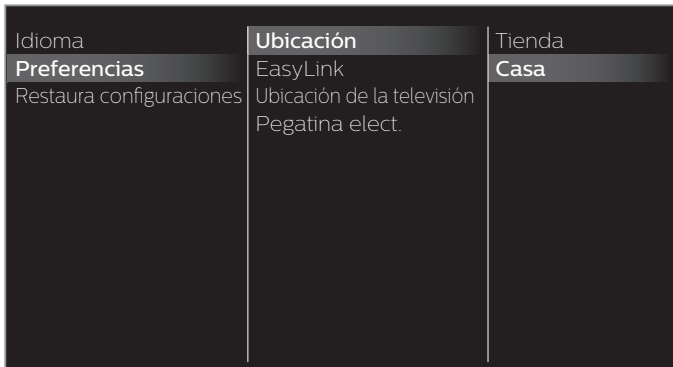 Idioma
Preferencias
Restaura configuraciones
Ubicación
EasyLink
Ubicación de la televisión
Pegatina elect.
Tienda
Casa